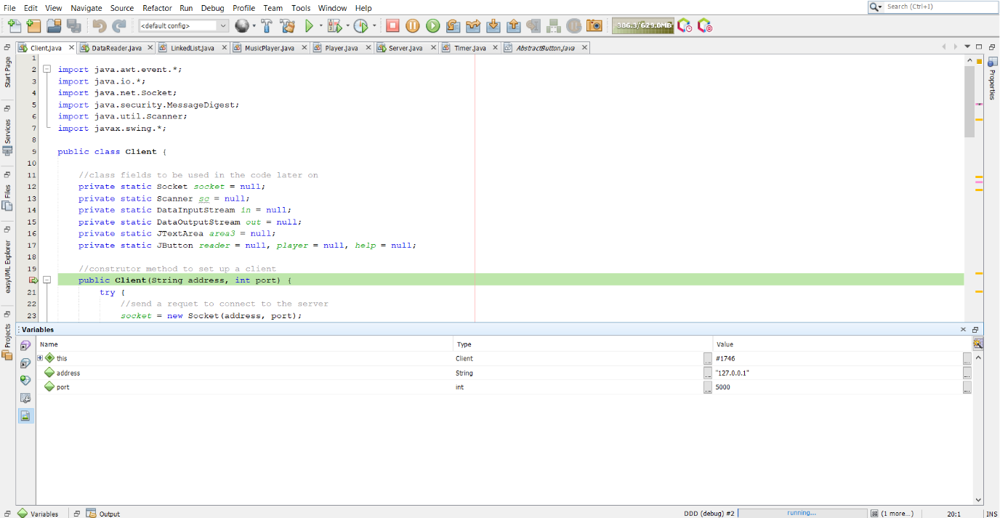 File Edit View Navigate Source Refactor Run Debug Profile Team Tools Window Help
Search (Ctrl+I)
<default config>
386.3/629.0MB
Client.java DataReader.java LinkedList.java MusicPlayer.java Player.java Server.java Timer.java AbstractButton.java
Start Page
Services
Files
easyUML Explorer
Projects
Properties
1
2 import java.awt.event.*;
3 import java.io.*;
4 import java.net.Socket;
5 import java.security.MessageDigest;
6 import java.util.Scanner;
7 import javax.swing.*;
8
9 public class Client {
10
11 //class fields to be used in the code later on
12 private static Socket socket = null;
13 private static Scanner sc = null;
14 private static DataInputStream in = null;
15 private static DataOutputStream out = null;
16 private static JTextArea area3 = null;
17 private static JButton reader = null, player = null, help = null;
18
19 //construtor method to set up a client
public Client(String address, int port) {
21 try {
22 //send a requet to connect to the server
23 socket = new Socket(address, port);
Variables
Name Type Value
this Client ... #1746 ...
address String ... "127.0.0.1" ...
port int ... 5000 ...
Variables Output DDD (debug) #2 running... (1 more...) 20:1 INS